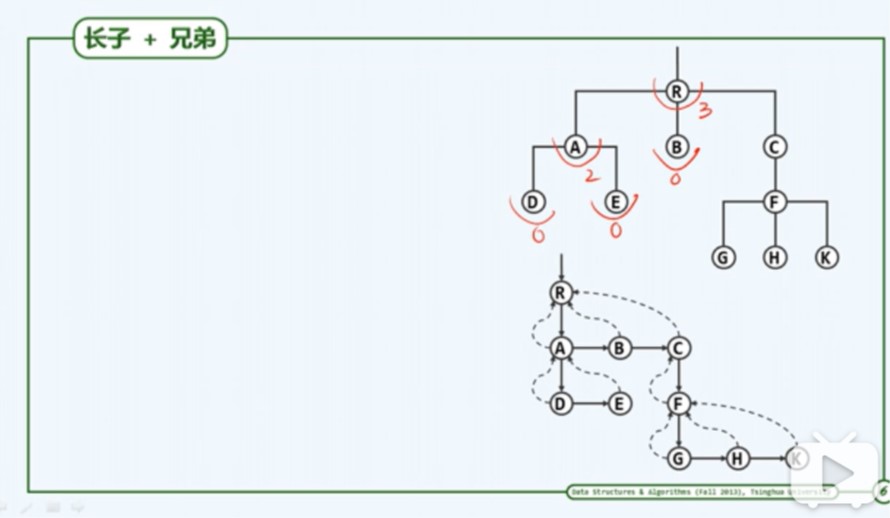 长子 + 兄弟
R
3
A
B
C
2
0
D
E
F
0
0
G
H
K
R
A
B
C
D
E
F
G
H
K
Data Structures & Algorithms (Fall 2013), Tsinghua University
6